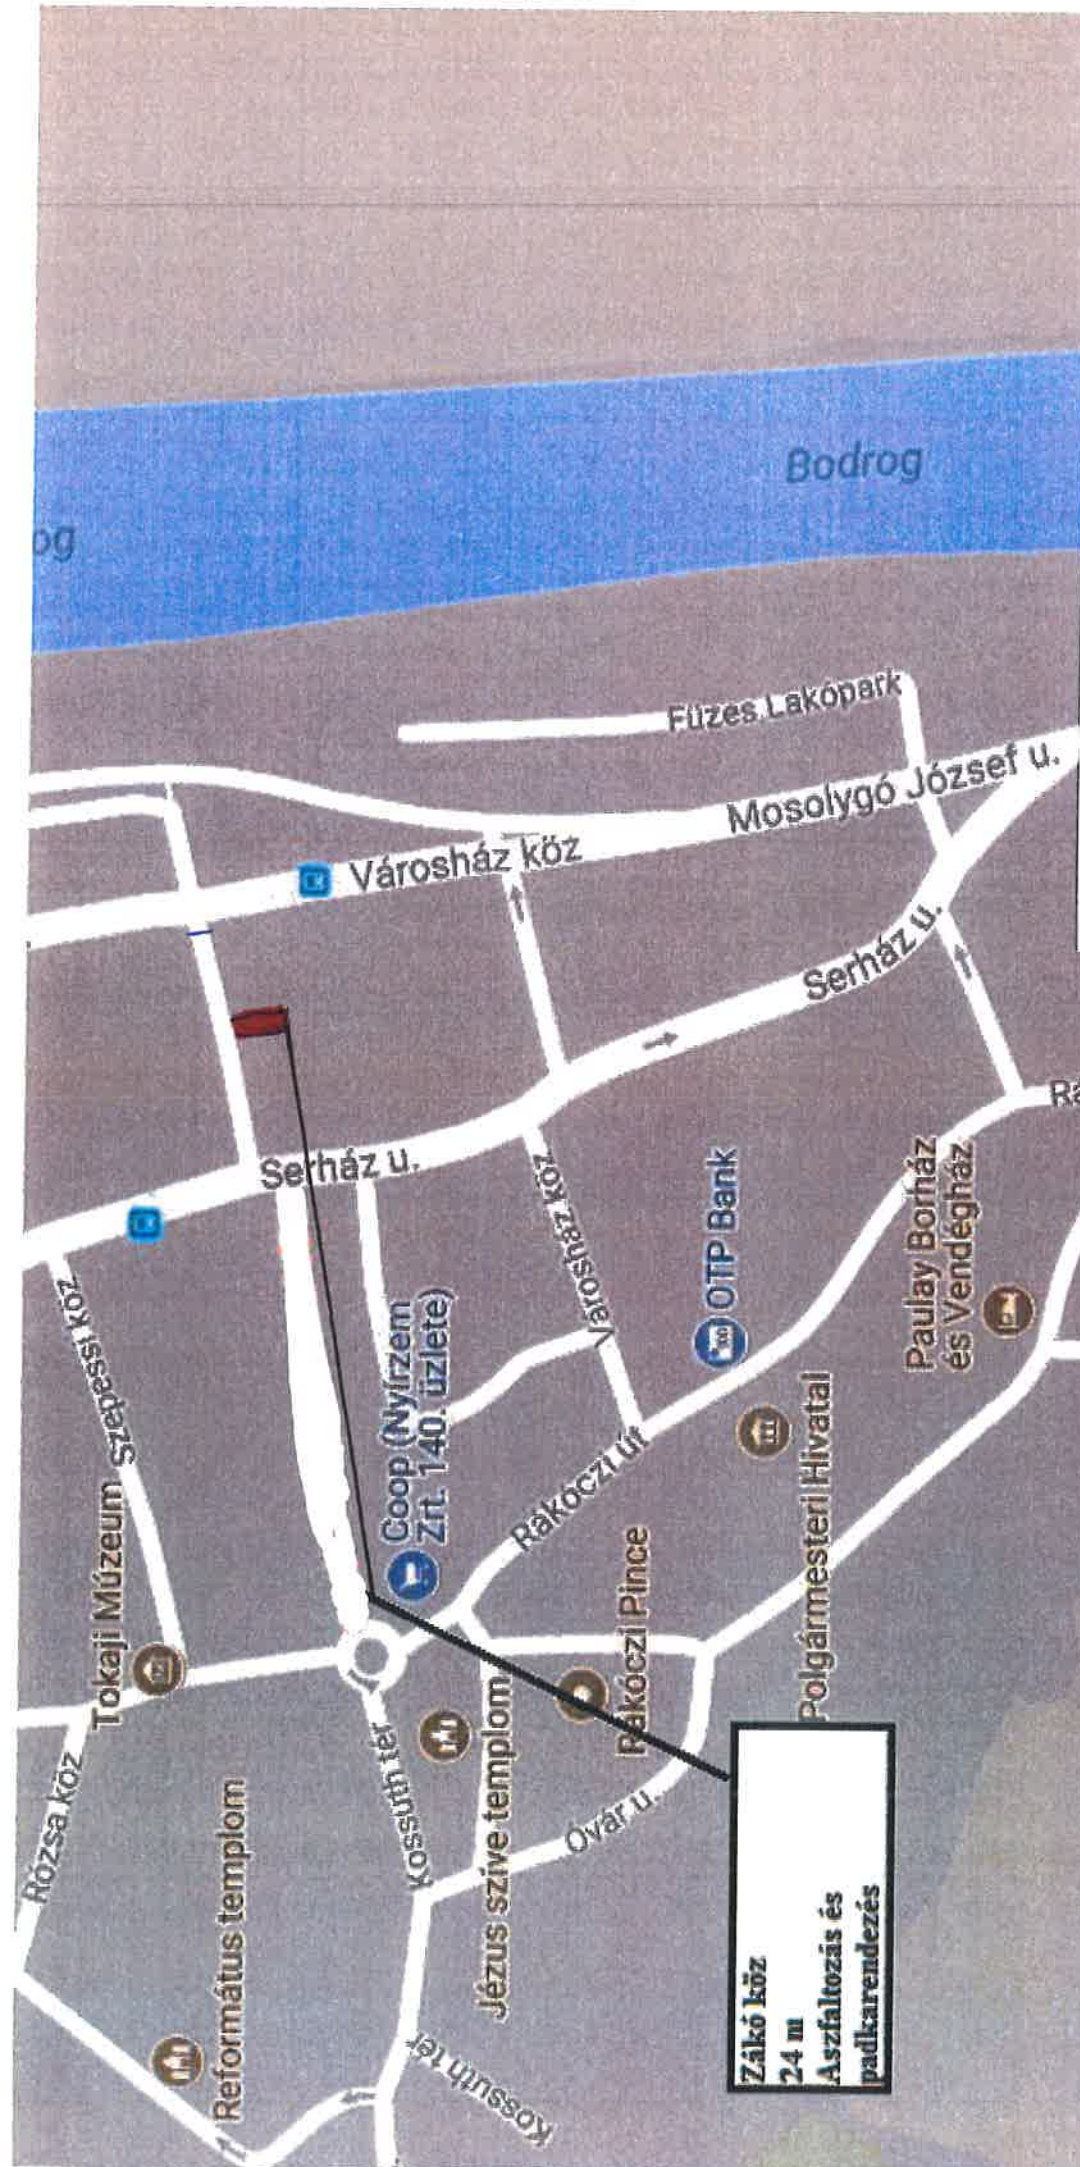 og
Bodrog
Füzes Lakópark
Mosolygó József u.
Városház köz
Serház u.
Serház u.
Szepessi köz
Városház köz
OTP Bank
Paulay Borház
és Vendégház
Coop (Nyírzem
Zrt. 140. üzlete)
Rákóczi út
Tokaji Múzeum
Rákóczi Pince
Polgármesteri Hivatal
Rózsa köz
Kossuth tér
Jézus szíve templom
Óvár u.
Református templom
Kossuth tér
Zákó köz
24 m
Aszfaltozás és
padkarendezés